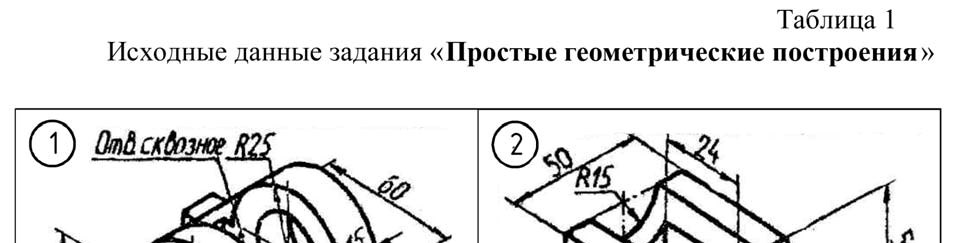 Таблица 1
Исходные данные задания «Простые геометрические построения»
1
Отв. сквозное R25
60
2
50
24
R15